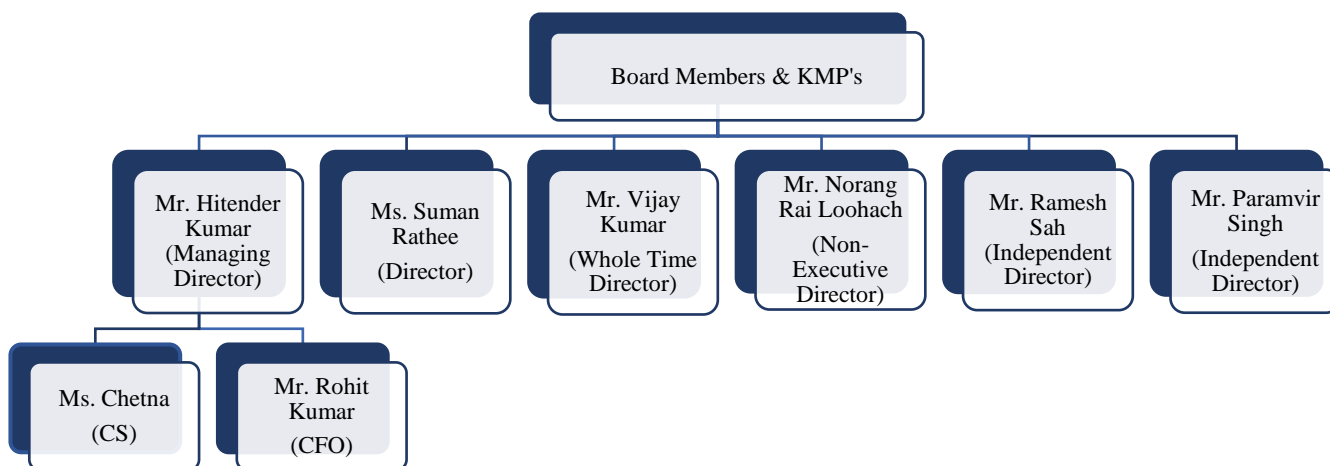 Board Members & KMP's
Mr. Hitender
Kumar
(Managing
Director)
Ms. Suman
Rathee
(Director)
Mr. Vijay
Kumar
(Whole Time
Director)
Mr. Norang
Rai Loohach
(Non-
Executive
Director)
Mr. Ramesh
Sah
(Independent
Director)
Mr. Paramvir
Singh
(Independent
Director)
Ms. Chetna
(CS)
Mr. Rohit
Kumar
(CFO)